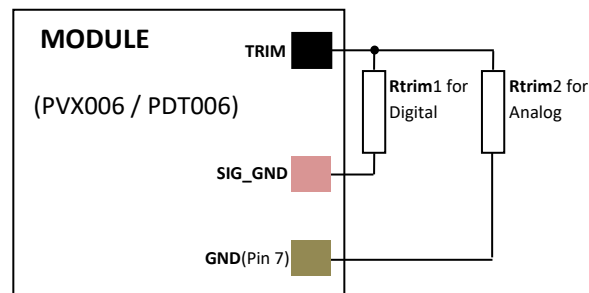 MODULE
TRIM
Rtrim1 for
Digital
Rtrim2 for
Analog
(PVX006 / PDT006)
SIG_GND
GND(Pin 7)